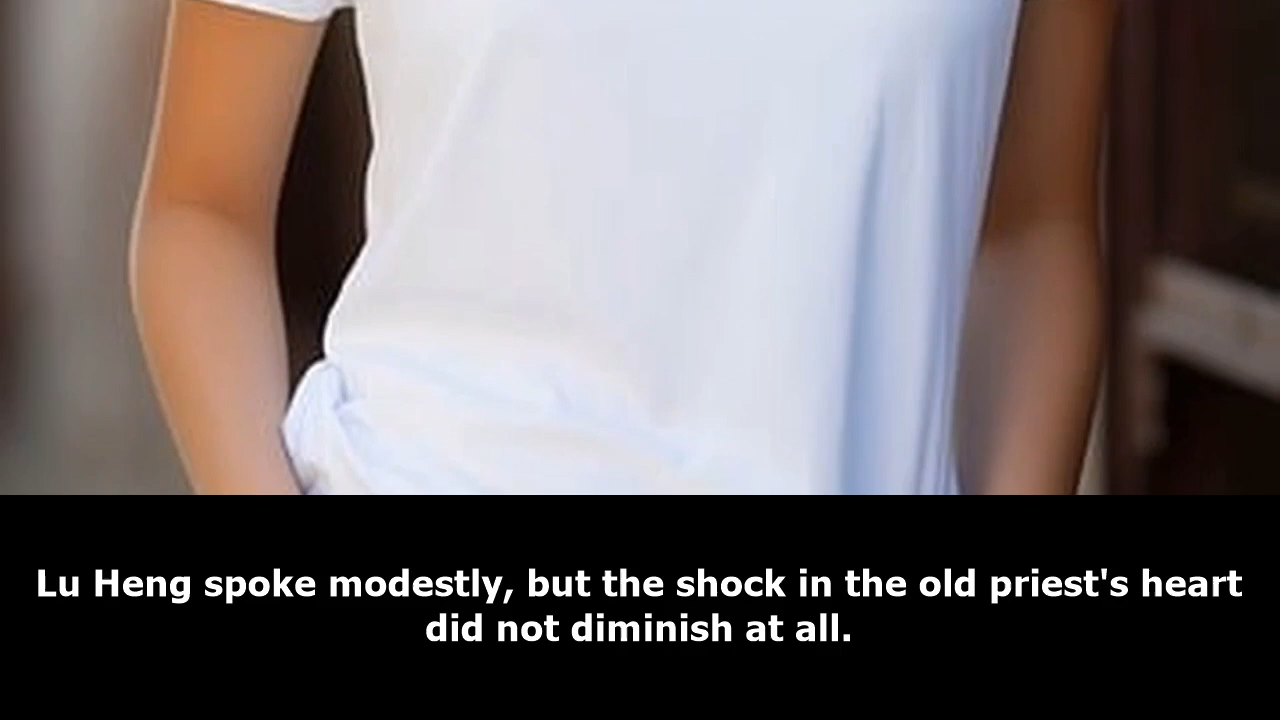 Lu Heng spoke modestly, but the shock in the old priest's heart
did not diminish at all.